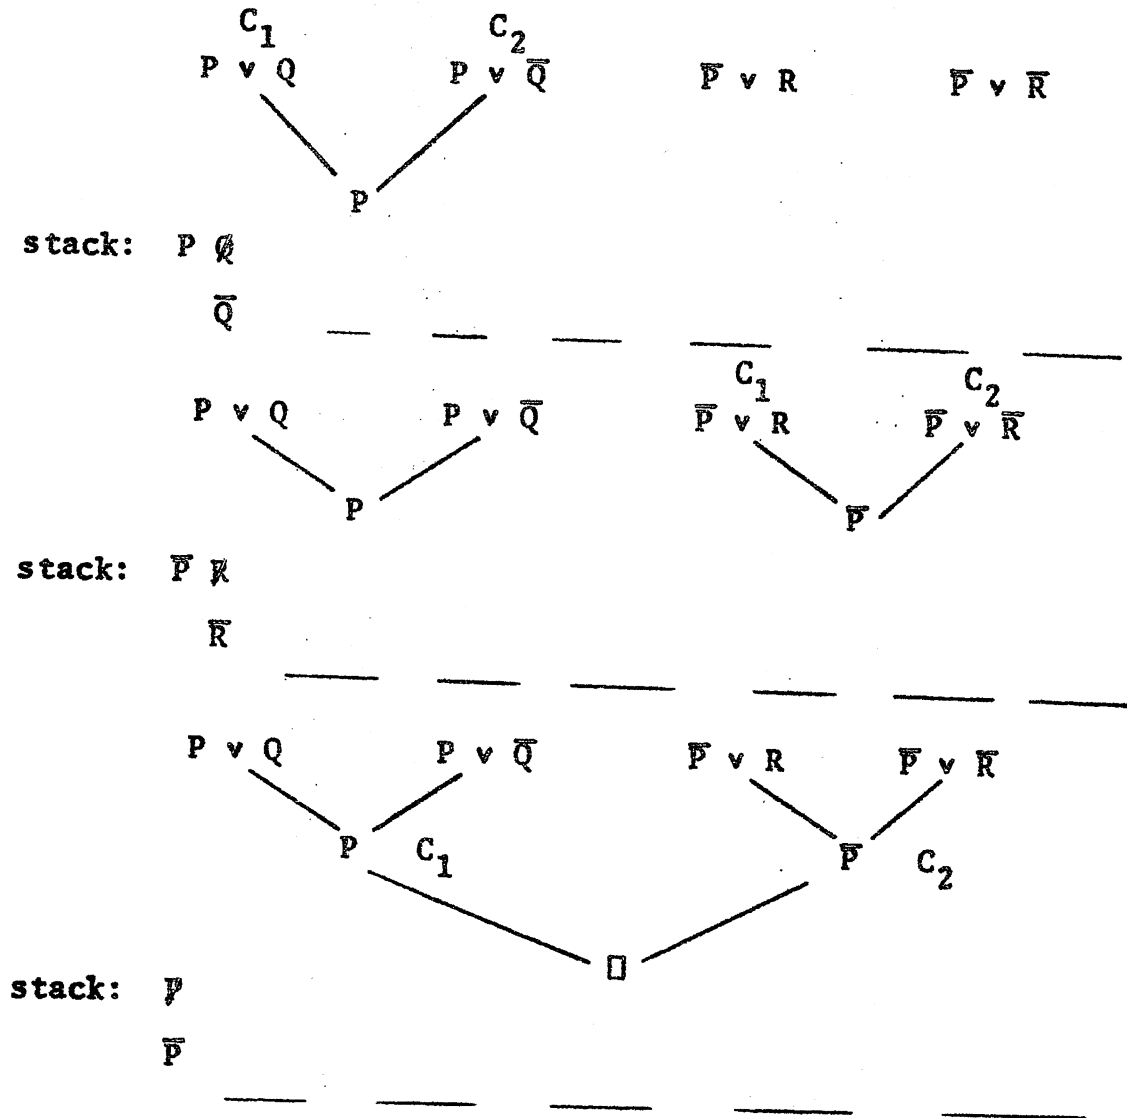 C₁ C₂
P v Q P v Q̅ P̅ v R P̅ v R̅
P
stack: P Q̸
Q̅
C₁ C₂
P v Q P v Q̅ P̅ v R P̅ v R̅
P P̅
stack: P̅ R̸
R̅
P v Q P v Q̅ P̅ v R P̅ v R̅
P C₁ P̅ C₂
□
stack: P̸
P̅